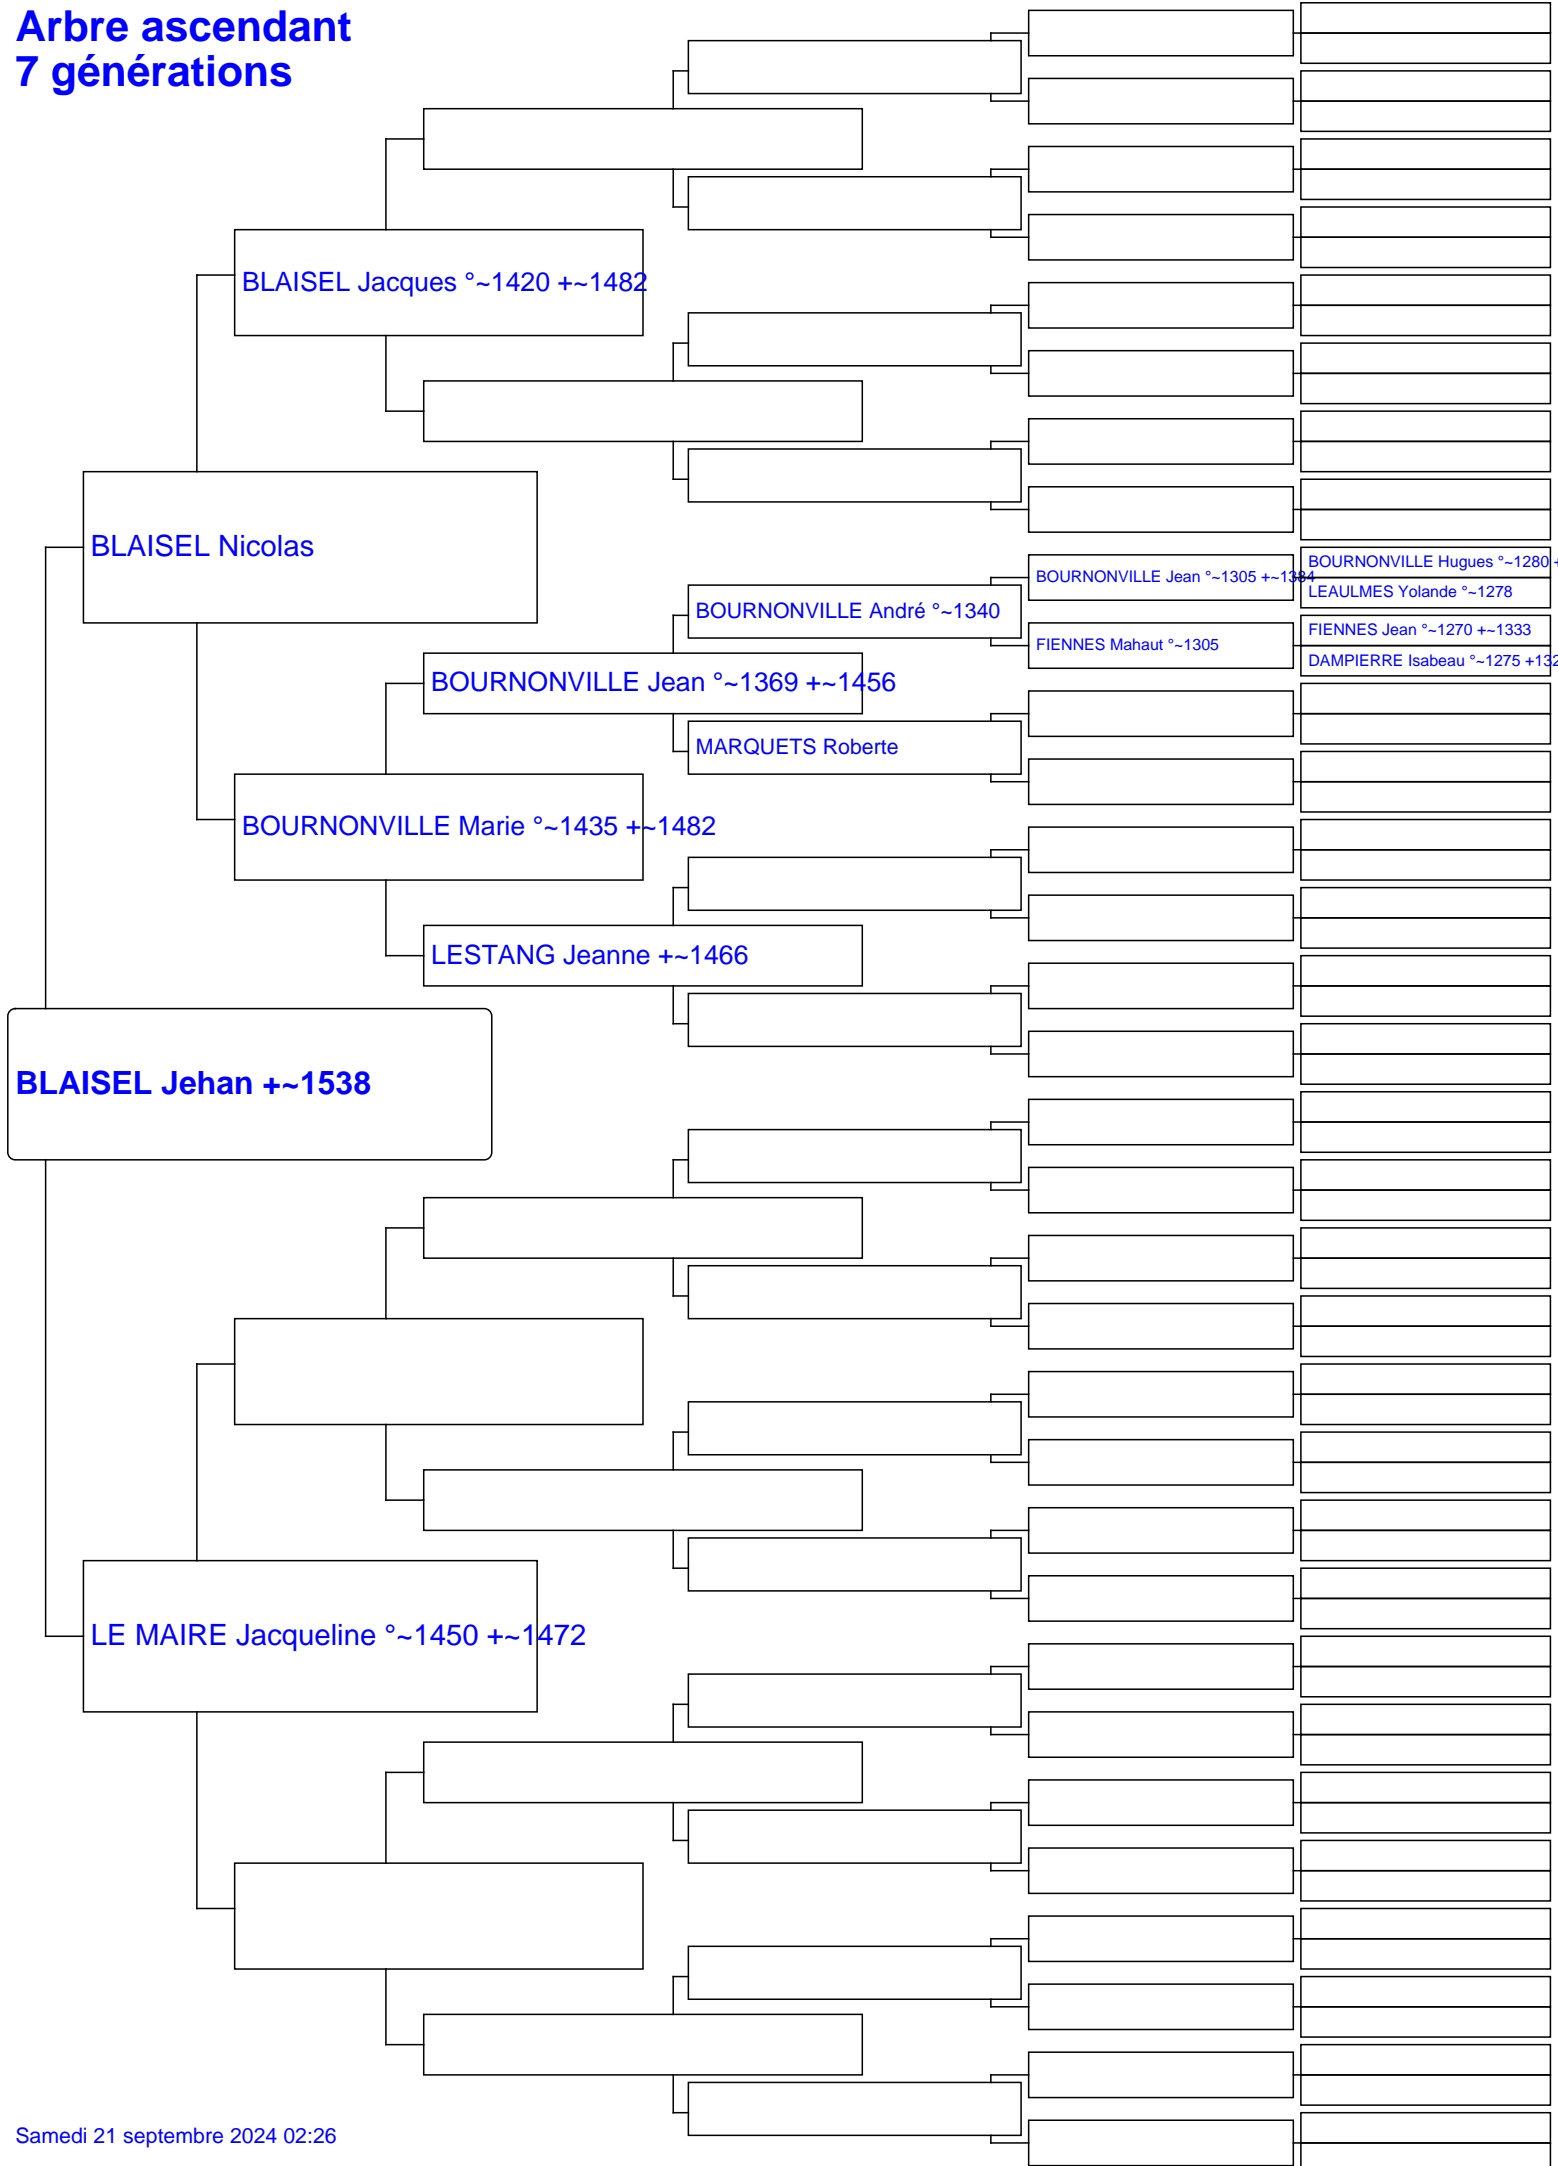 Arbre ascendant
7 générations
BLAISEL Jacques °~1420 +~1482
BLAISEL Nicolas
BOURNONVILLE Hugues °~1280 +
BOURNONVILLE Jean °~1305 +~1384
LEAULMES Yolande °~1278
BOURNONVILLE André °~1340
FIENNES Jean °~1270 +~1333
FIENNES Mahaut °~1305
DAMPIERRE Isabeau °~1275 +132
BOURNONVILLE Jean °~1369 +~1456
MARQUETS Roberte
BOURNONVILLE Marie °~1435 +~1482
LESTANG Jeanne +~1466
BLAISEL Jehan +~1538
LE MAIRE Jacqueline °~1450 +~1472
Samedi 21 septembre 2024 02:26